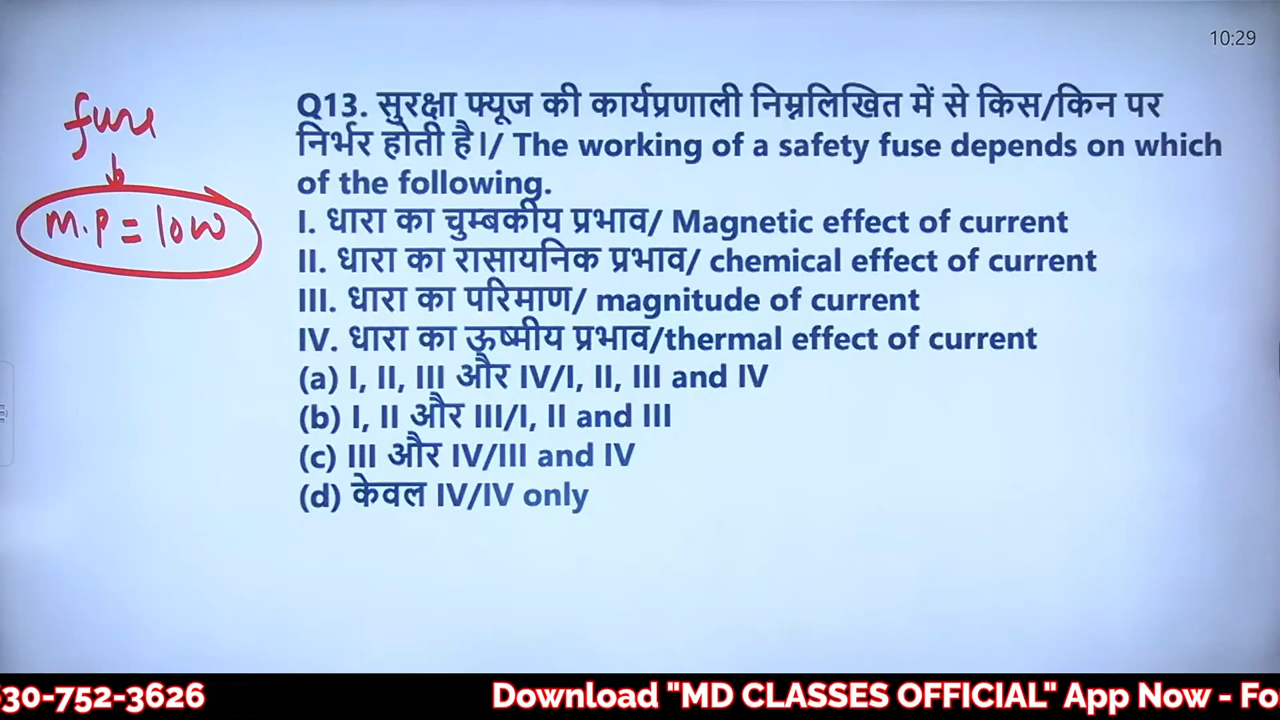 10:29
fuse
M.P = low
Q13. सुरक्षा फ्यूज की कार्यप्रणाली निम्नलिखित में से किस/किन पर
निर्भर होती है।/ The working of a safety fuse depends on which
of the following.
I. धारा का चुम्बकीय प्रभाव/ Magnetic effect of current
II. धारा का रासायनिक प्रभाव/ chemical effect of current
III. धारा का परिमाण/ magnitude of current
IV. धारा का ऊष्मीय प्रभाव/thermal effect of current
(a) I, II, III और IV/I, II, III and IV
(b) I, II और III/I, II and III
(c) III और IV/III and IV
(d) केवल IV/IV only
30-752-3626 Download "MD CLASSES OFFICIAL" App Now - Fo